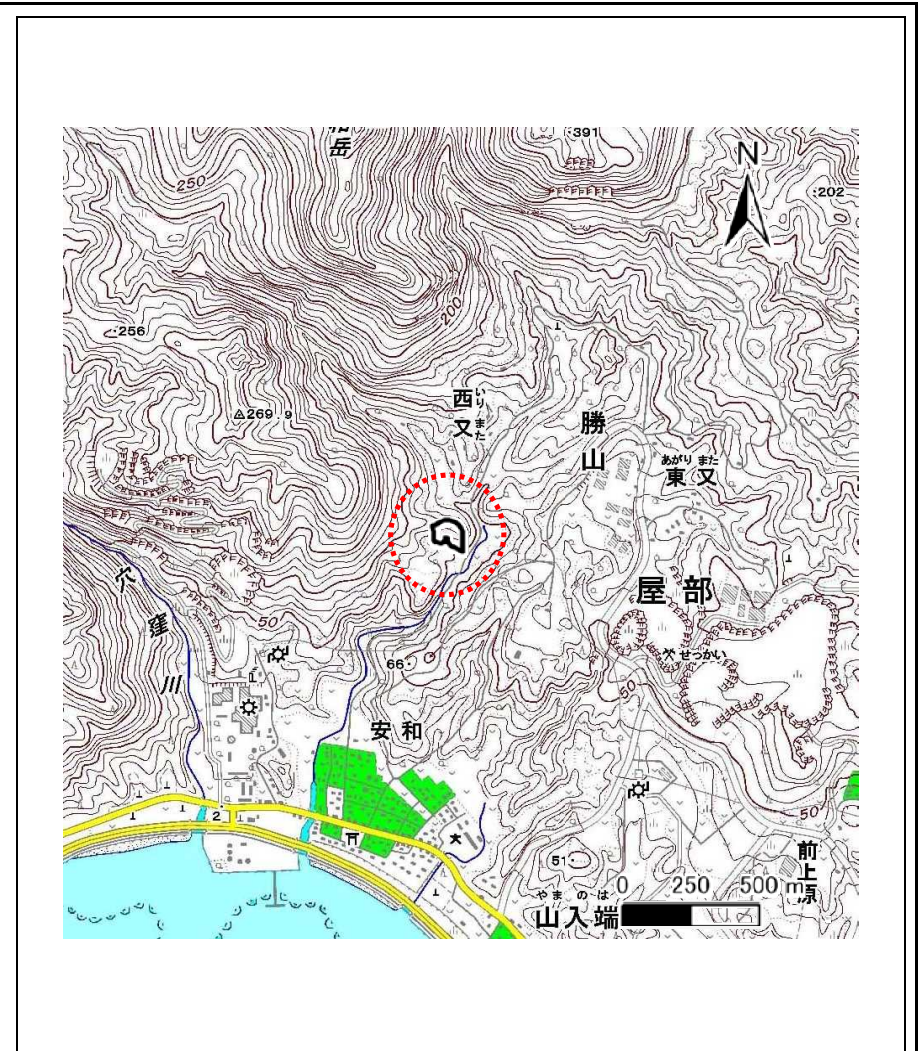 岳
·391
N
250
·202
200
·256
西又
いりまた
勝山
△269.9
あがりまた
東又
屋部
穴窪川
50
66·
せっかい
50
安和
2
50
51·
前上原
0 250 500 m
やまのは
山入端